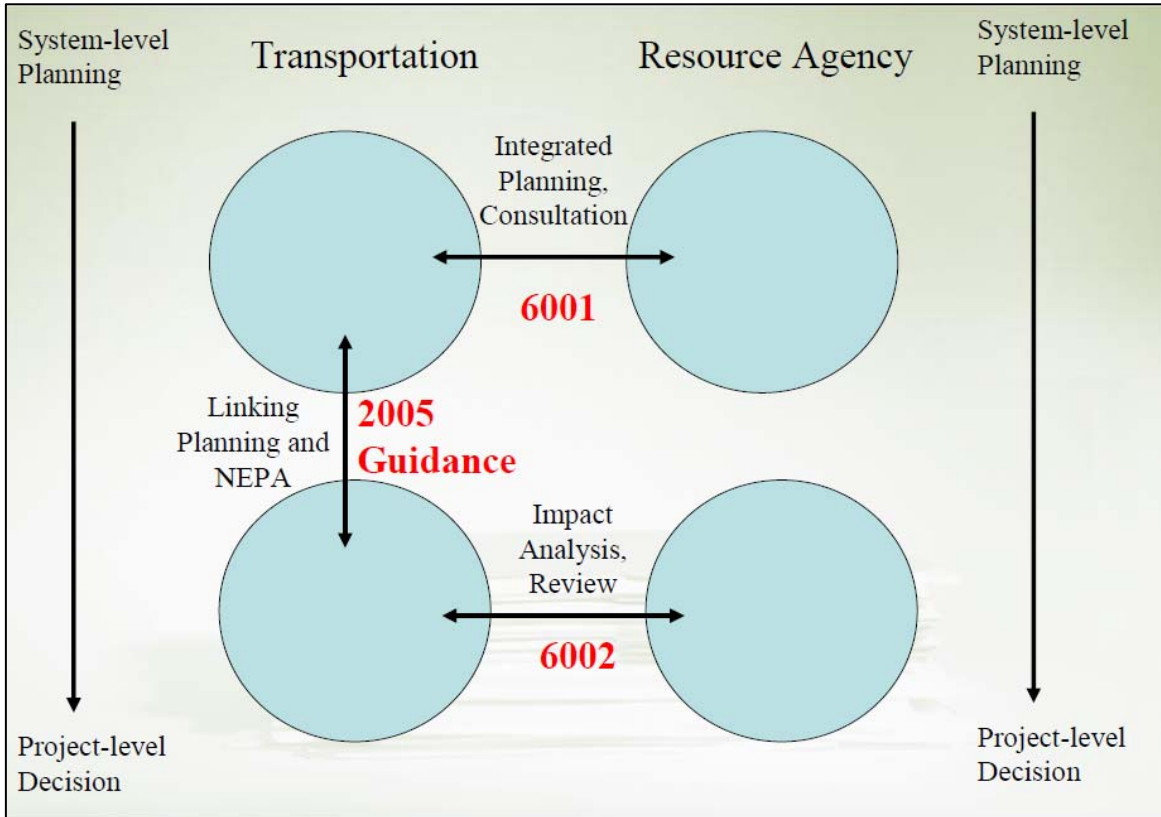 System-level
Planning
Transportation
Resource Agency
System-level
Planning
Integrated
Planning,
Consultation
6001
Linking
Planning and
NEPA
2005
Guidance
Impact
Analysis,
Review
6002
Project-level
Decision
Project-level
Decision